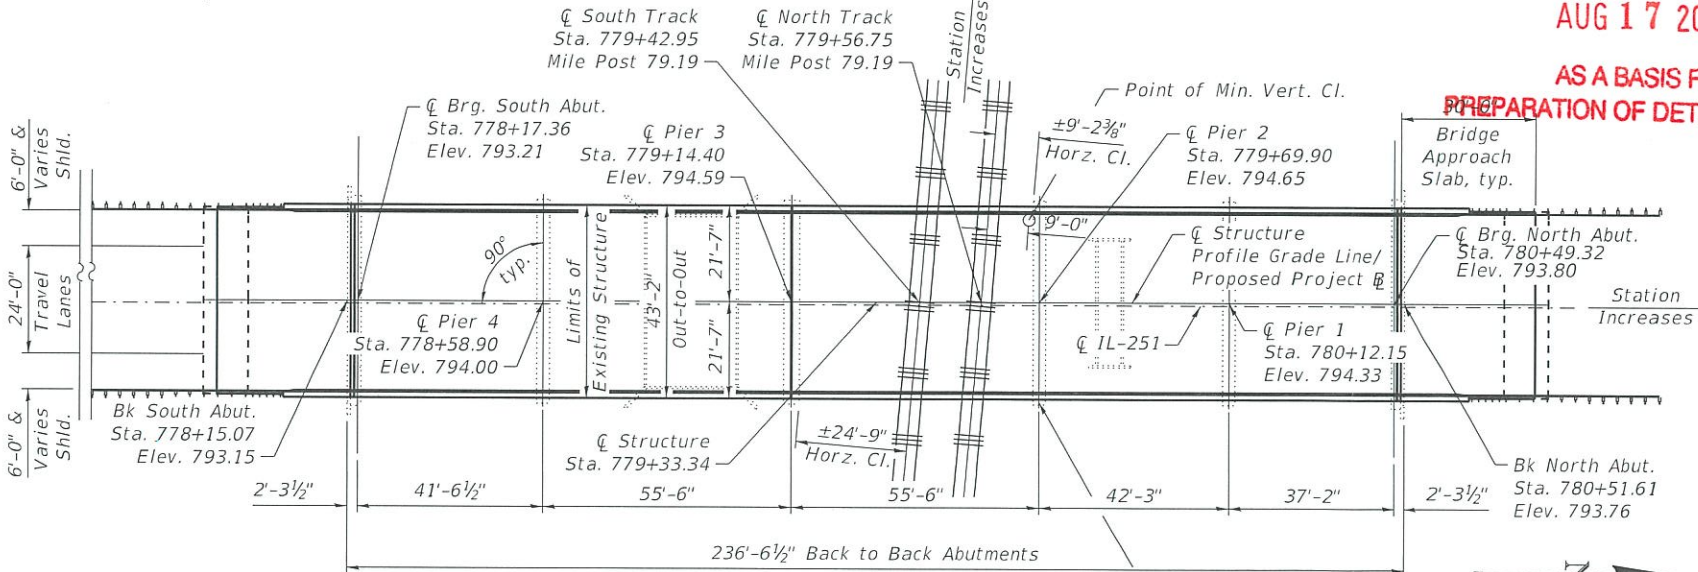 ℄ South Track
Sta. 779+42.95
Mile Post 79.19
℄ North Track
Sta. 779+56.75
Mile Post 79.19
Station
Increases
AUG 17 20
AS A BASIS F
PREPARATION OF DET
℄ Brg. South Abut.
Sta. 778+17.36
Elev. 793.21
℄ Pier 3
Sta. 779+14.40
Elev. 794.59
Point of Min. Vert. Cl.
±9'-2⅜"
Horz. Cl.
℄ Pier 2
Sta. 779+69.90
Elev. 794.65
30'-0"
Bridge
Approach
Slab, typ.
6'-0" &
Varies
Shld.
24'-0"
Travel
Lanes
6'-0" &
Varies
Shld.
90°
typ.
Limits of
Existing Structure
43'-2"
Out-to-Out
21'-7"
21'-7"
9'-0"
℄ Structure
Profile Grade Line/
Proposed Project ⅊
℄ Brg. North Abut.
Sta. 780+49.32
Elev. 793.80
Station
Increases
℄ Pier 4
Sta. 778+58.90
Elev. 794.00
℄ IL-251
℄ Pier 1
Sta. 780+12.15
Elev. 794.33
Bk South Abut.
Sta. 778+15.07
Elev. 793.15
℄ Structure
Sta. 779+33.34
±24'-9"
Horz. Cl.
Bk North Abut.
Sta. 780+51.61
Elev. 793.76
2'-3½"
41'-6½"
55'-6"
55'-6"
42'-3"
37'-2"
2'-3½"
236'-6½" Back to Back Abutments